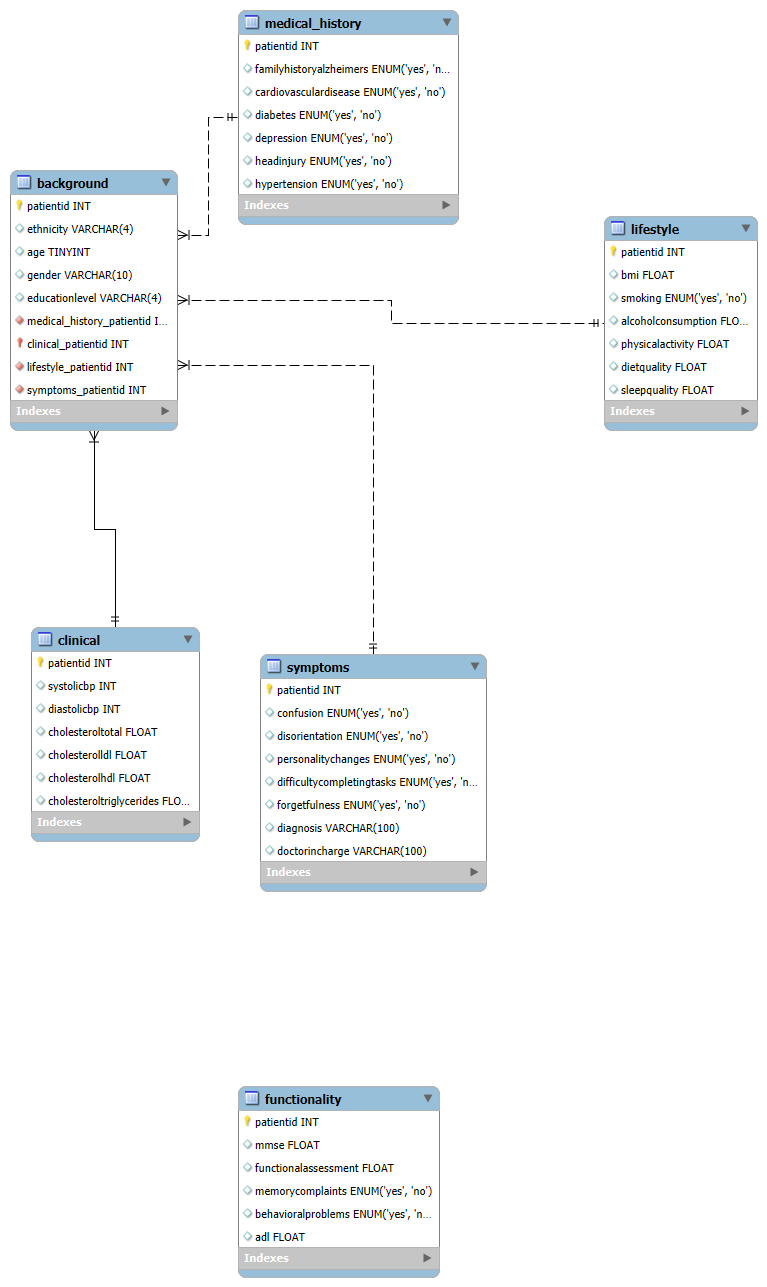 medical_history
patientid INT
familyhistoryalzheimers ENUM('yes', 'n...
cardiovasculardisease ENUM('yes', 'no')
diabetes ENUM('yes', 'no')
depression ENUM('yes', 'no')
headinjury ENUM('yes', 'no')
hypertension ENUM('yes', 'no')
Indexes
background
patientid INT
ethnicity VARCHAR(4)
age TINYINT
gender VARCHAR(10)
educationlevel VARCHAR(4)
medical_history_patientid I...
clinical_patientid INT
lifestyle_patientid INT
symptoms_patientid INT
Indexes
lifestyle
patientid INT
bmi FLOAT
smoking ENUM('yes', 'no')
alcoholconsumption FLO...
physicalactivity FLOAT
dietquality FLOAT
sleepquality FLOAT
Indexes
clinical
patientid INT
systolicbp INT
diastolicbp INT
cholesteroltotal FLOAT
cholesterolldl FLOAT
cholesterolhdl FLOAT
cholesteroltriglycerides FLO...
Indexes
symptoms
patientid INT
confusion ENUM('yes', 'no')
disorientation ENUM('yes', 'no')
personalitychanges ENUM('yes', 'no')
difficultycompletingtasks ENUM('yes', 'n...
forgetfulness ENUM('yes', 'no')
diagnosis VARCHAR(100)
doctorincharge VARCHAR(100)
Indexes
functionality
patientid INT
mmse FLOAT
functionalassessment FLOAT
memorycomplaints ENUM('yes', 'no')
behavioralproblems ENUM('yes', 'n...
adl FLOAT
Indexes